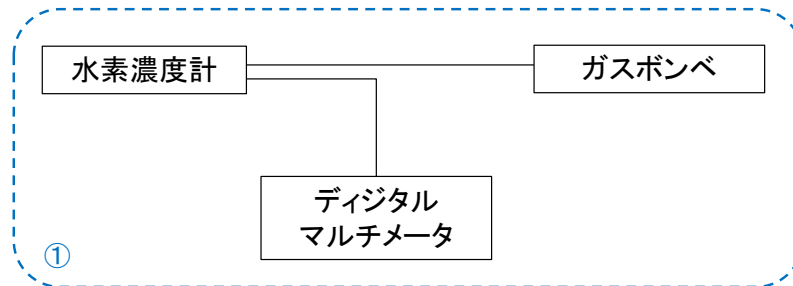 水素濃度計
ガスボンベ
ディジタル
マルチメータ
①